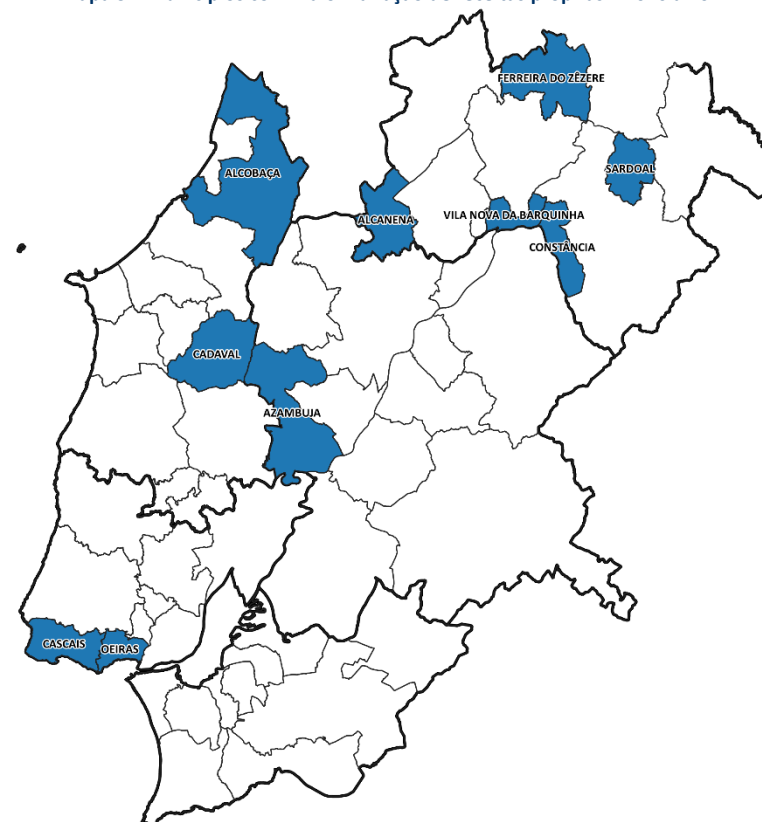 FERREIRA DO ZÊZERE
SARDOAL
ALCOBAÇA
ALCANENA
VILA NOVA DA BARQUINHA
CONSTÂNCIA
CADAVAL
AZAMBUJA
CASCAIS
OEIRAS